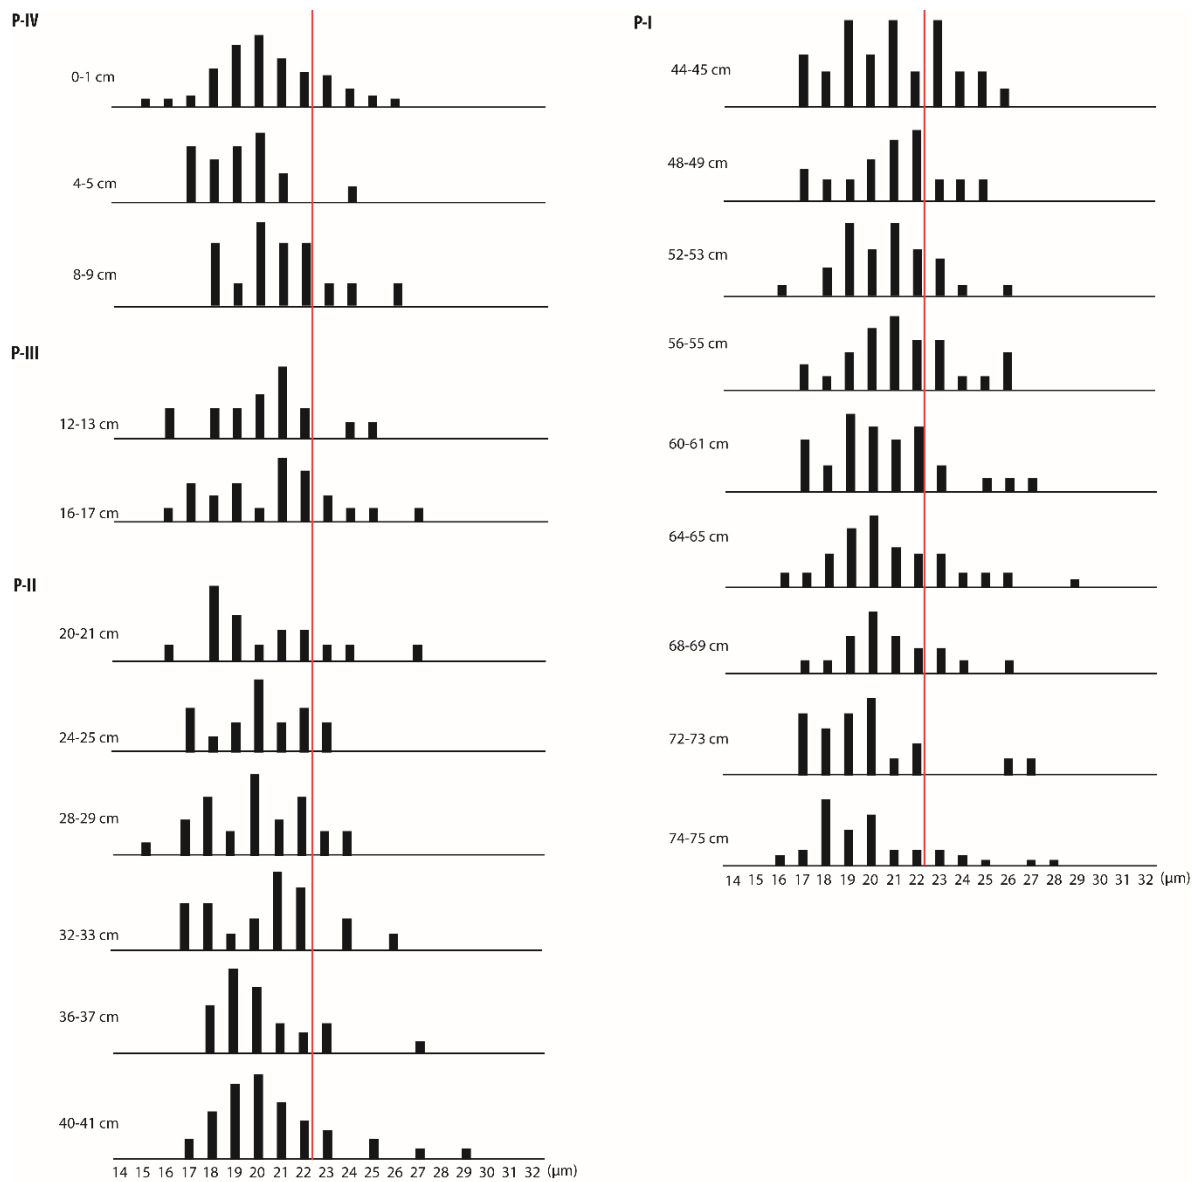 P-IV
0-1 cm
4-5 cm
8-9 cm
P-III
12-13 cm
16-17 cm
P-II
20-21 cm
24-25 cm
28-29 cm
32-33 cm
36-37 cm
40-41 cm
14 15 16 17 18 19 20 21 22 23 24 25 26 27 28 29 30 31 32 (µm)
P-I
44-45 cm
48-49 cm
52-53 cm
56-55 cm
60-61 cm
64-65 cm
68-69 cm
72-73 cm
74-75 cm
14 15 16 17 18 19 20 21 22 23 24 25 26 27 28 29 30 31 32 (µm)